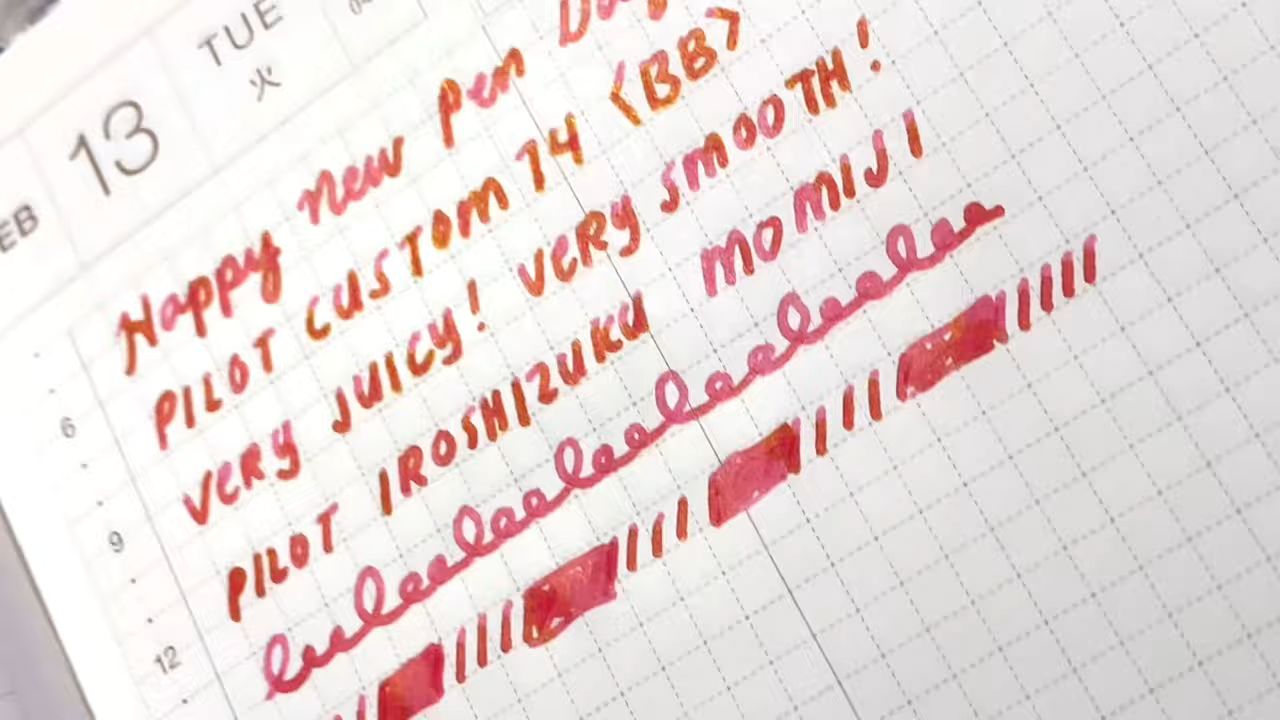 TUE
火
EB
13
Happy new pen Day
PILOT CUSTOM 74 <BB>
VERY JUICY! VERY SMOOTH!
PILOT IROSHIZUKU MOMIJI
6
9
12